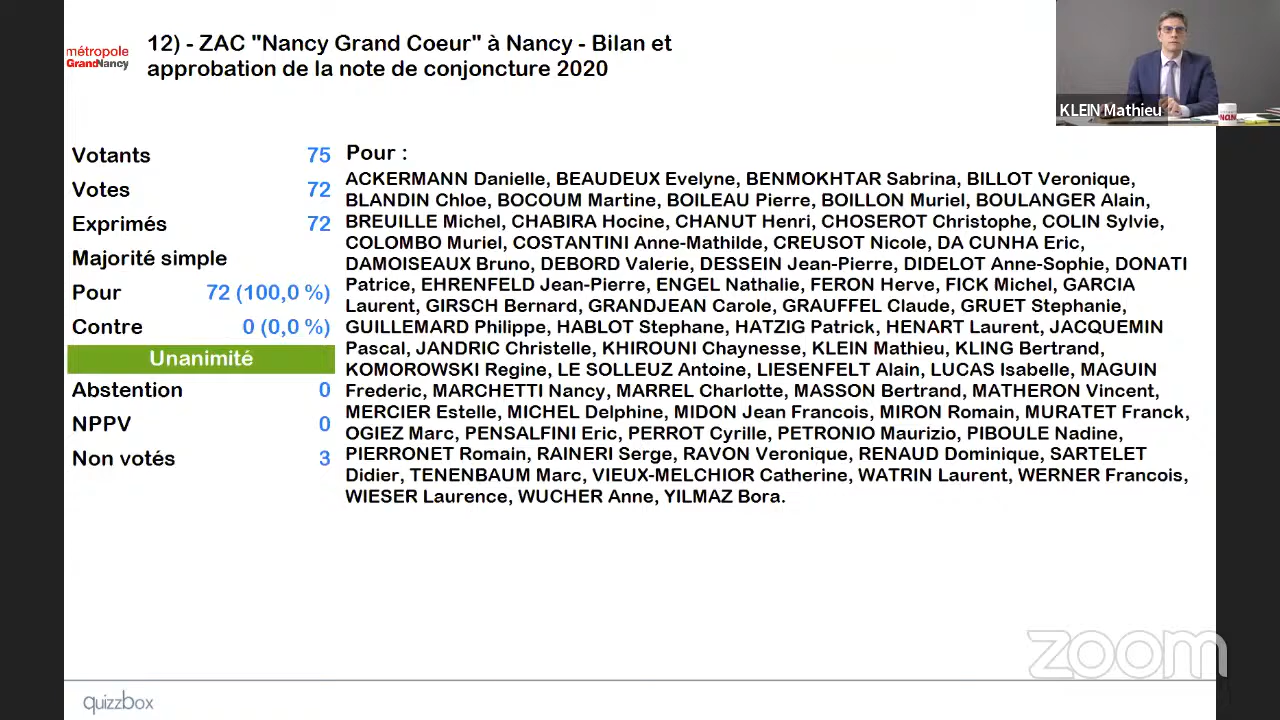 métropole
GrandNancy
12) - ZAC "Nancy Grand Coeur" à Nancy - Bilan et
approbation de la note de conjoncture 2020
KLEIN Mathieu
Votants 75
Votes 72
Exprimés 72
Majorité simple
Pour 72 (100,0 %)
Contre 0 (0,0 %)
Unanimité
Abstention 0
NPPV 0
Non votés 3
Pour :
ACKERMANN Danielle, BEAUDEUX Evelyne, BENMOKHTAR Sabrina, BILLOT Veronique,
BLANDIN Chloe, BOCOUM Martine, BOILEAU Pierre, BOILLON Muriel, BOULANGER Alain,
BREUILLE Michel, CHABIRA Hocine, CHANUT Henri, CHOSEROT Christophe, COLIN Sylvie,
COLOMBO Muriel, COSTANTINI Anne-Mathilde, CREUSOT Nicole, DA CUNHA Eric,
DAMOISEAUX Bruno, DEBORD Valerie, DESSEIN Jean-Pierre, DIDELOT Anne-Sophie, DONATI
Patrice, EHRENFELD Jean-Pierre, ENGEL Nathalie, FERON Herve, FICK Michel, GARCIA
Laurent, GIRSCH Bernard, GRANDJEAN Carole, GRAUFFEL Claude, GRUET Stephanie,
GUILLEMARD Philippe, HABLOT Stephane, HATZIG Patrick, HENART Laurent, JACQUEMIN
Pascal, JANDRIC Christelle, KHIROUNI Chaynesse, KLEIN Mathieu, KLING Bertrand,
KOMOROWSKI Regine, LE SOLLEUZ Antoine, LIESENFELT Alain, LUCAS Isabelle, MAGUIN
Frederic, MARCHETTI Nancy, MARREL Charlotte, MASSON Bertrand, MATHERON Vincent,
MERCIER Estelle, MICHEL Delphine, MIDON Jean Francois, MIRON Romain, MURATET Franck,
OGIEZ Marc, PENSALFINI Eric, PERROT Cyrille, PETRONIO Maurizio, PIBOULE Nadine,
PIERRONET Romain, RAINERI Serge, RAVON Veronique, RENAUD Dominique, SARTELET
Didier, TENENBAUM Marc, VIEUX-MELCHIOR Catherine, WATRIN Laurent, WERNER Francois,
WIESER Laurence, WUCHER Anne, YILMAZ Bora.
zoom
quizzbox